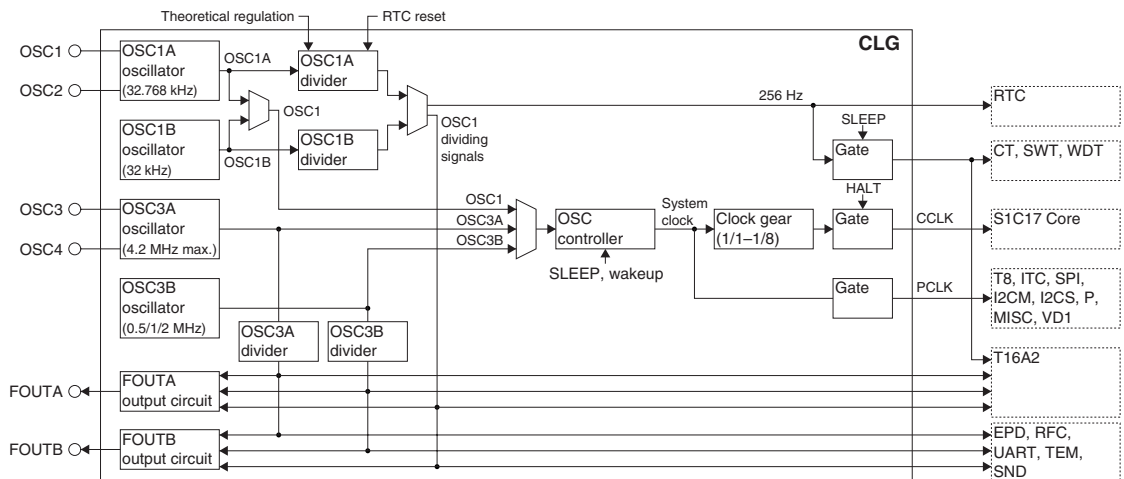 Theoretical regulation
RTC reset
CLG
OSC1
OSC2
OSC1A
oscillator
(32.768 kHz)
OSC1A
OSC1A
divider
OSC1
256 Hz
RTC
OSC1B
oscillator
(32 kHz)
OSC1B
OSC1B
divider
OSC1
dividing
signals
SLEEP
Gate
CT, SWT, WDT
HALT
OSC3
OSC4
OSC3A
oscillator
(4.2 MHz max.)
OSC1
OSC3A
OSC3B
OSC
controller
SLEEP, wakeup
System
clock
Clock gear
(1/1–1/8)
Gate
CCLK
S1C17 Core
OSC3B
oscillator
(0.5/1/2 MHz)
Gate
PCLK
T8, ITC, SPI,
I2CM, I2CS, P,
MISC, VD1
OSC3A
divider
OSC3B
divider
T16A2
FOUTA
FOUTA
output circuit
FOUTB
FOUTB
output circuit
EPD, RFC,
UART, TEM,
SND